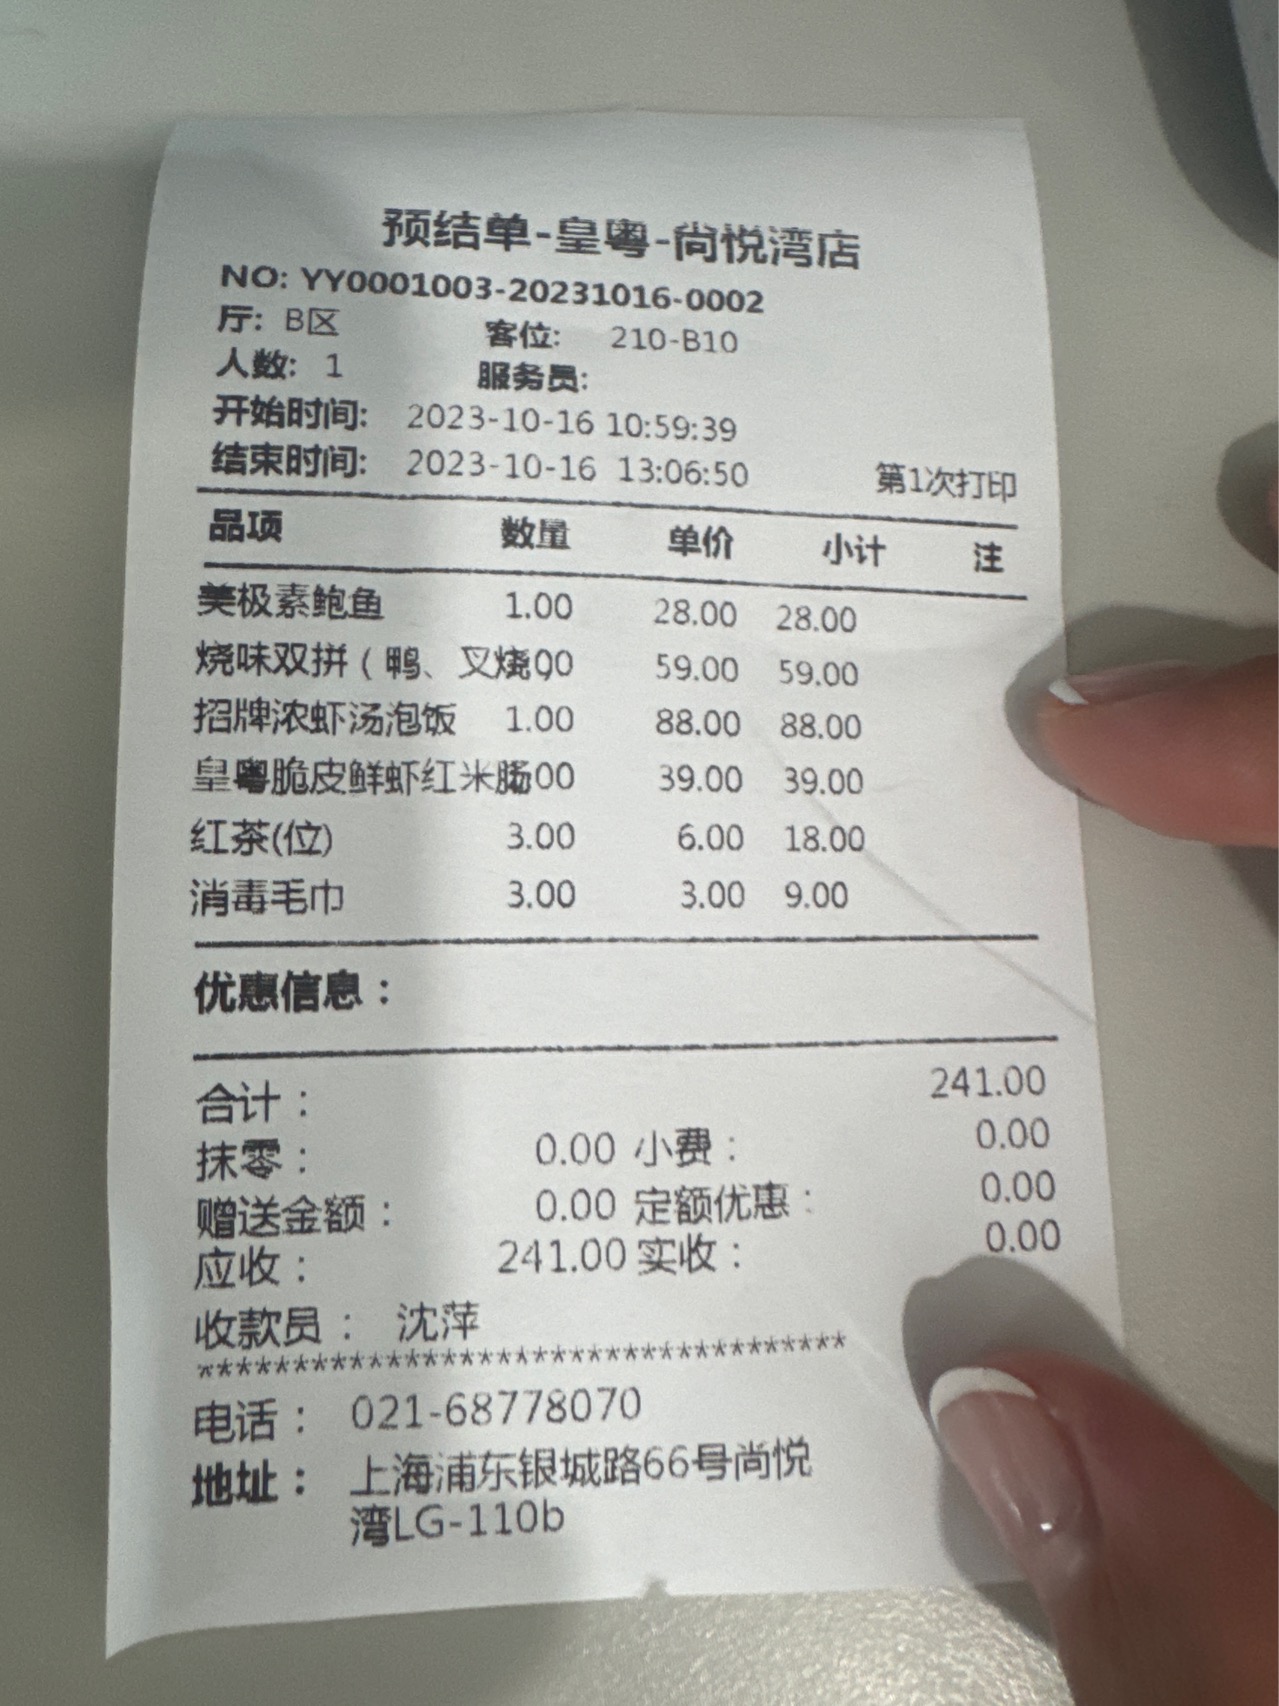 预结单-皇粤-尚悦湾店
NO: YY0001003-20231016-0002
厅: B区 客位: 210-B10
人数: 1 服务员:
开始时间: 2023-10-16 10:59:39
结束时间: 2023-10-16 13:06:50 第1次打印
品项 数量 单价 小计 注
美极素鲍鱼 1.00 28.00 28.00
烧味双拼(鸭、叉烧00 59.00 59.00
招牌浓虾汤泡饭 1.00 88.00 88.00
皇粤脆皮鲜虾红米肠00 39.00 39.00
红茶(位) 3.00 6.00 18.00
消毒毛巾 3.00 3.00 9.00
优惠信息：
合计： 241.00
抹零： 0.00 小费： 0.00
赠送金额： 0.00 定额优惠： 0.00
应收： 241.00 实收： 0.00
收款员： 沈萍
***********************************
电话： 021-68778070
地址： 上海浦东银城路66号尚悦
湾LG-110b